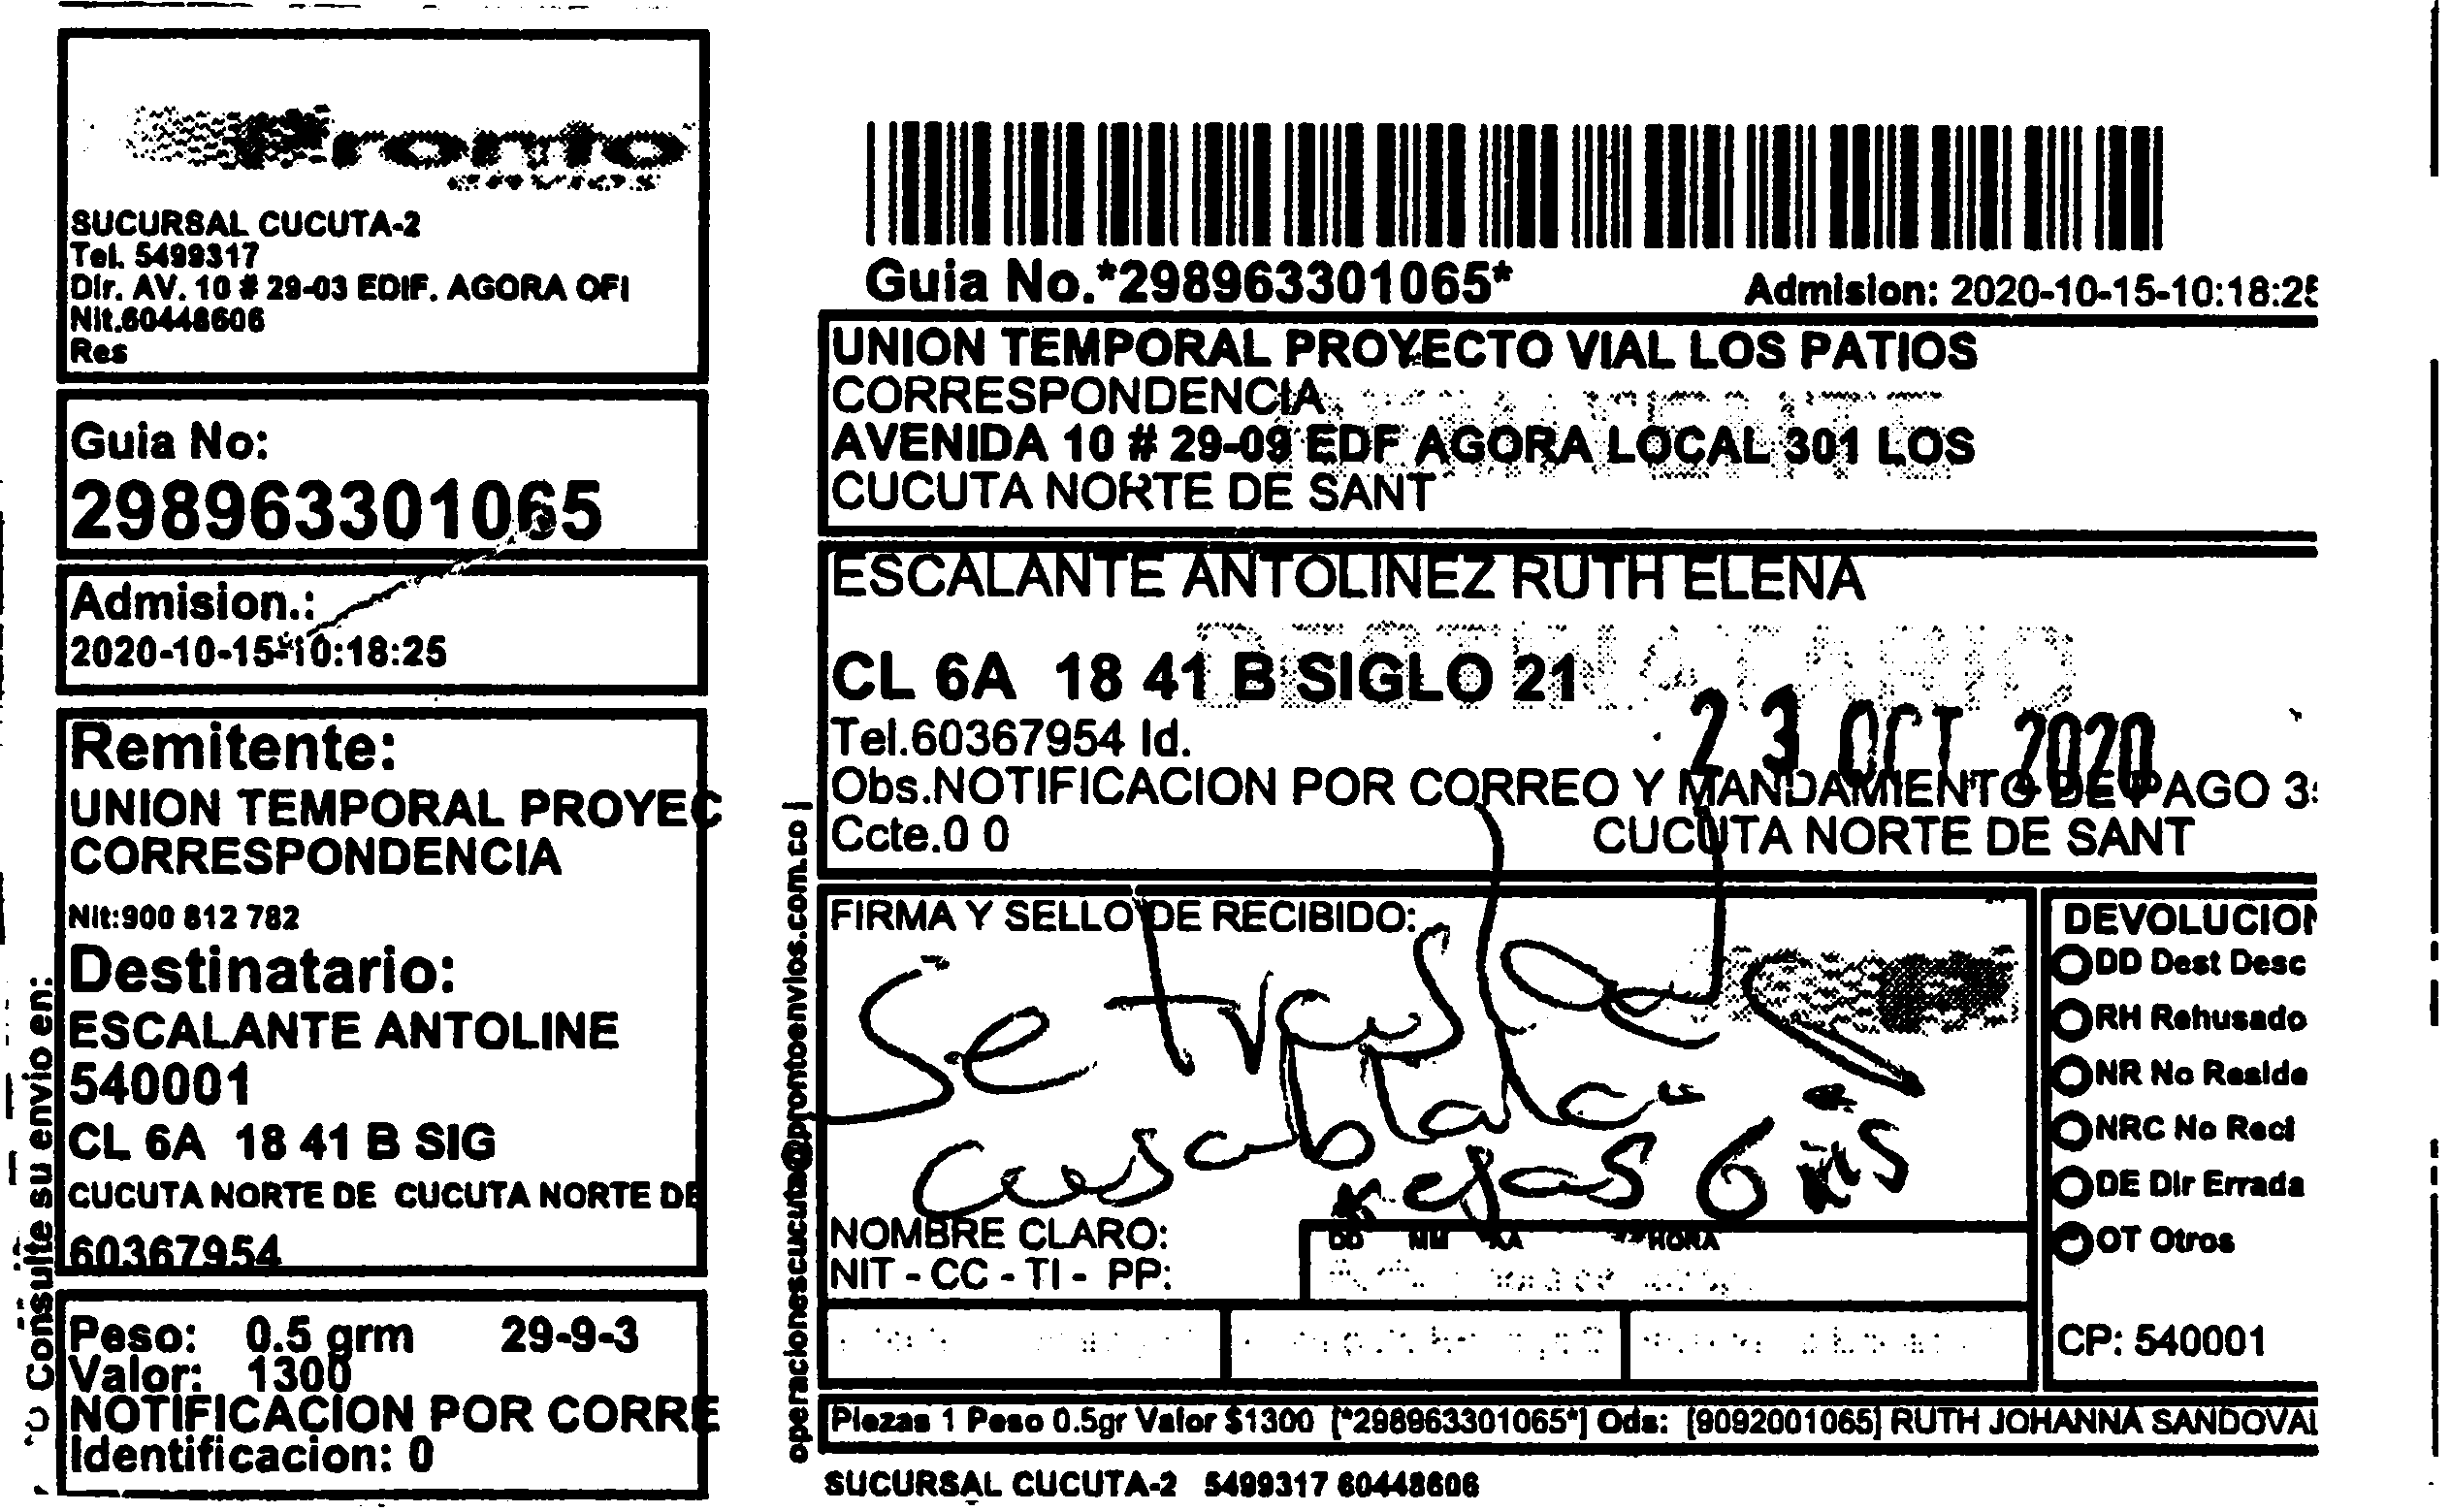 Pronto
SUCURSAL CUCUTA-2
Tel. 5499317
Dir. AV. 10 # 29-03 EDIF. AGORA OFI
Nit.60448606
Res
Guia No:
298963301065
Admision.:
2020-10-15-10:18:25
Remitente:
UNION TEMPORAL PROYEC
CORRESPONDENCIA
Nit:900 812 782
Destinatario:
ESCALANTE ANTOLINE
540001
CL 6A 18 41 B SIG
CUCUTA NORTE DE CUCUTA NORTE DE
60367954
Peso: 0.5 grm 29-9-3
Valor: 1300
NOTIFICACION POR CORRE
Identificacion: 0
Consulte su envio en:
operacionescucuta@prontoenvios.com.co |
Guia No.*298963301065*
Admision: 2020-10-15-10:18:25
UNION TEMPORAL PROYECTO VIAL LOS PATIOS
CORRESPONDENCIA
REMITENTE
AVENIDA 10 # 29-09 EDF AGORA LOCAL 301 LOS
CUCUTA NORTE DE SANT
ESCALANTE ANTOLINEZ RUTH ELENA
DESTINATARIO
CL 6A 18 41 B SIGLO 21
23 OCT 2020
Tel.60367954 Id.
Obs.NOTIFICACION POR CORREO Y MANDAMIENTO DE PAGO 3
Ccte.0 0
CUCUTA NORTE DE SANT
FIRMA Y SELLO DE RECIBIDO:
Se trasladó
casa blanca
rejas
NOMBRE CLARO:
NIT - CC - TI - PP:
DD MM AA HORA
DEVOLUCION
DD Dest Desc
RH Rehusado
NR No Reside
NRC No Recl
DE Dir Errada
OT Otros
CP: 540001
Piezas 1 Peso 0.5gr Valor $1300 [*298963301065*] Oda: [9092001065] RUTH JOHANNA SANDOVAL
SUCURSAL CUCUTA-2 5499317 60448606